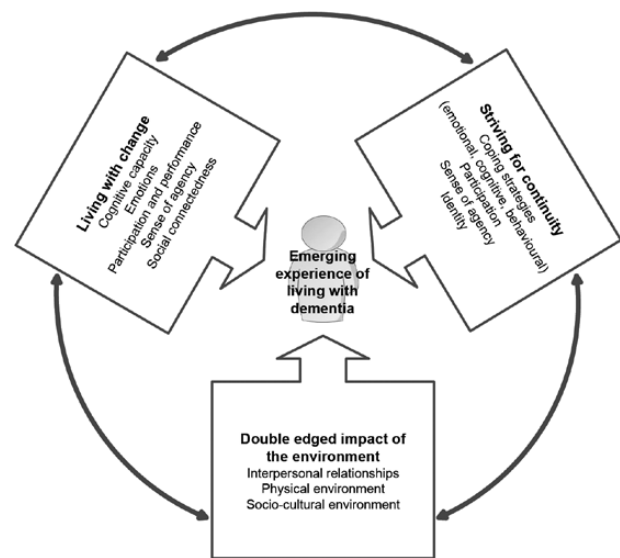 Living with change
Cognitive capacity
Emotions
Participation and performance
Sense of agency
Social connectedness
Striving for continuity
Coping strategies
(emotional, cognitive, behavioural)
Participation
Sense of agency
Identity
Emerging
experience of
living with
dementia
Double edged impact of
the environment
Interpersonal relationships
Physical environment
Socio-cultural environment